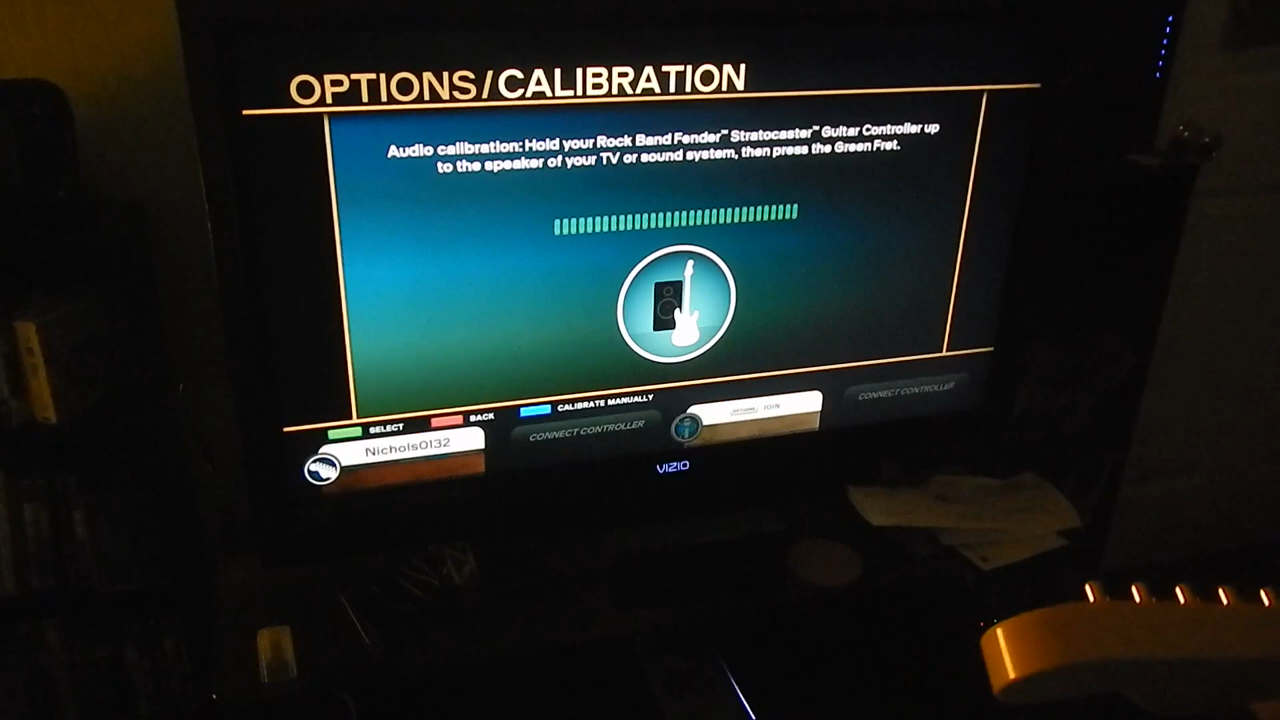 OPTIONS/CALIBRATION
Audio calibration: Hold your Rock Band Fender™ Stratocaster™ Guitar Controller up
to the speaker of your TV or sound system, then press the Green Fret.
SELECT
BACK
CALIBRATE MANUALLY
Nichols0132
CONNECT CONTROLLER
OPTIONS JOIN
CONNECT CONTROLLER
VIZIO